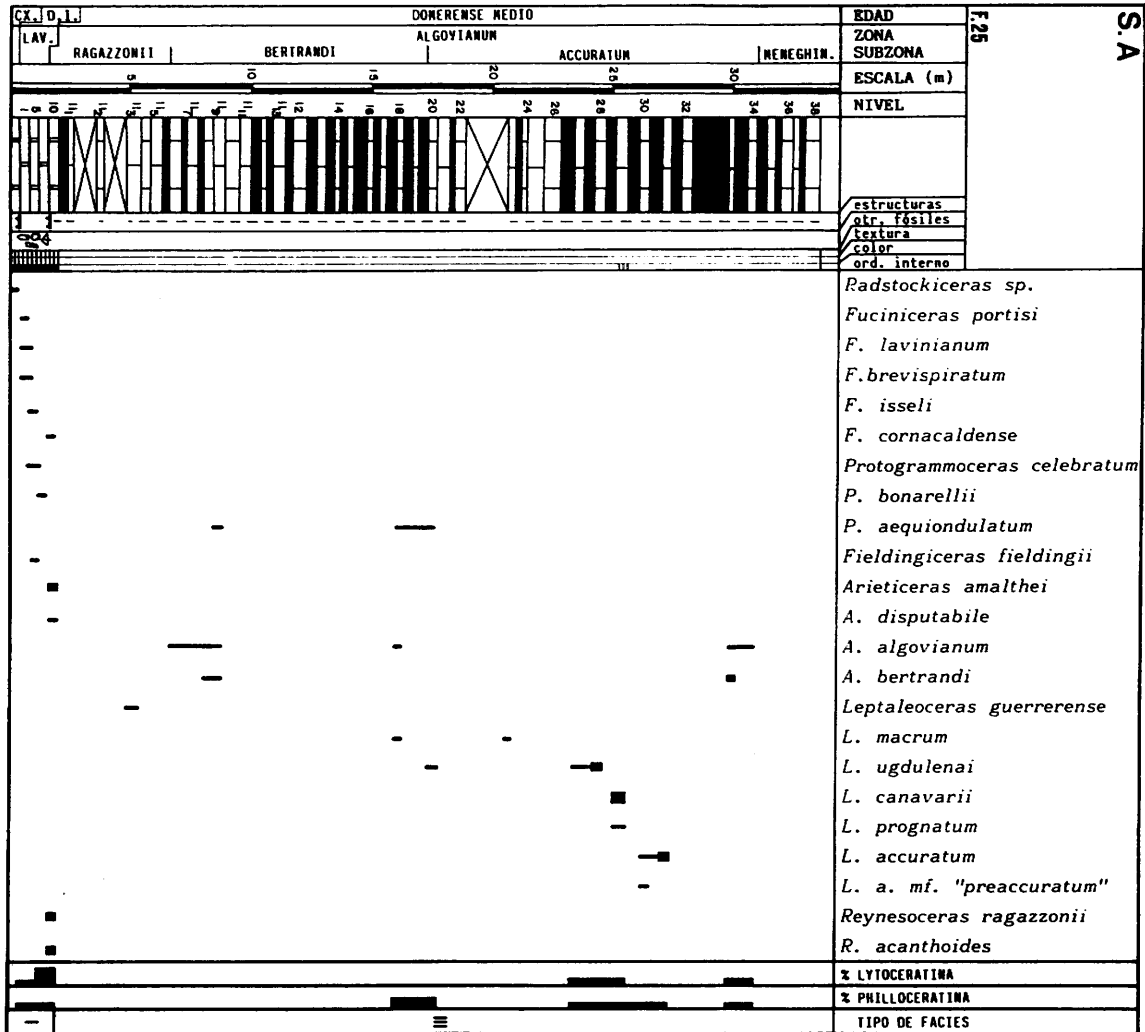 CX. D.I. DOMERENSE MEDIO EDAD
LAV. ALGOVIANUM ZONA
RAGAZZONII BERTRANDI ACCURATUM MENEGHIN. SUBZONA
5 10 15 20 25 30 ESCALA (m)
NIVEL
F.25
S.A
estructuras
otr. fósiles
textura
color
ord. interno
Radstockiceras sp.
Fuciniceras portisi
F. lavinianum
F.brevispiratum
F. isseli
F. cornacaldense
Protogrammoceras celebratum
P. bonarellii
P. aequiondulatum
Fieldingiceras fieldingii
Arieticeras amalthei
A. disputabile
A. algovianum
A. bertrandi
Leptaleoceras guerrerense
L. macrum
L. ugdulenai
L. canavarii
L. prognatum
L. accuratum
L. a. mf. "preaccuratum"
Reynesoceras ragazzonii
R. acanthoides
% LYTOCERATINA
% PHILLOCERATINA
TIPO DE FACIES